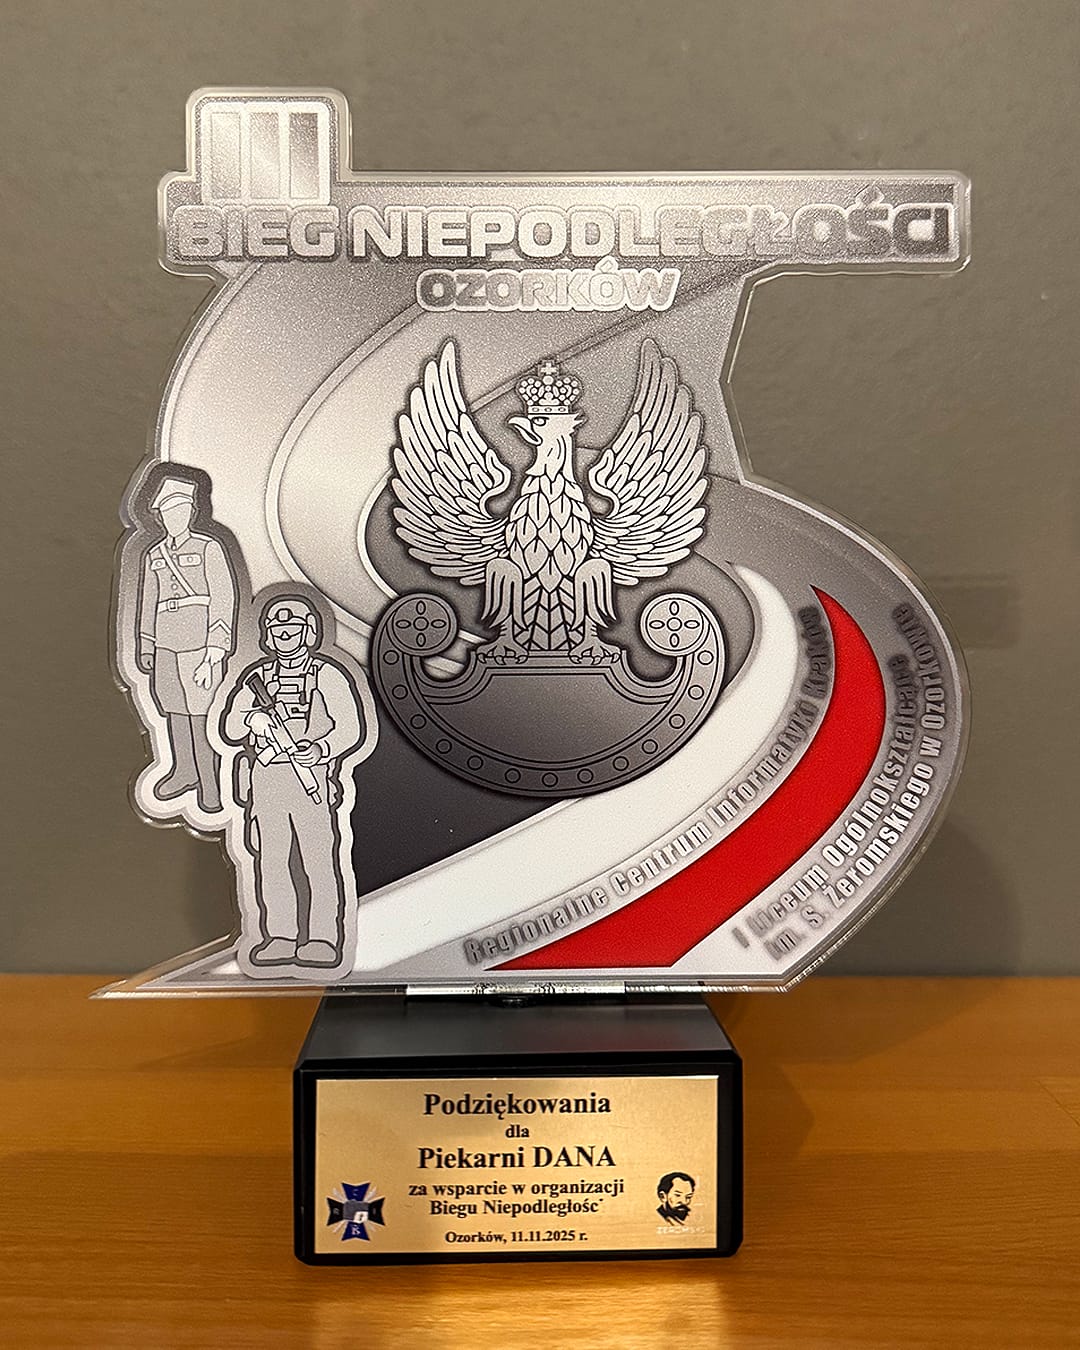 III
BIEG NIEPODLEGŁOŚCI
OZORKÓW
Regionalne Centrum Informatyki Kraków
I Liceum Ogólnokształcące
im. S. Żeromskiego w Ozorkowie
Podziękowania
dla
Piekarni DANA
za wsparcie w organizacji
Biegu Niepodległośc
Ozorków, 11.11.2025 r.
ŻEROMSKI